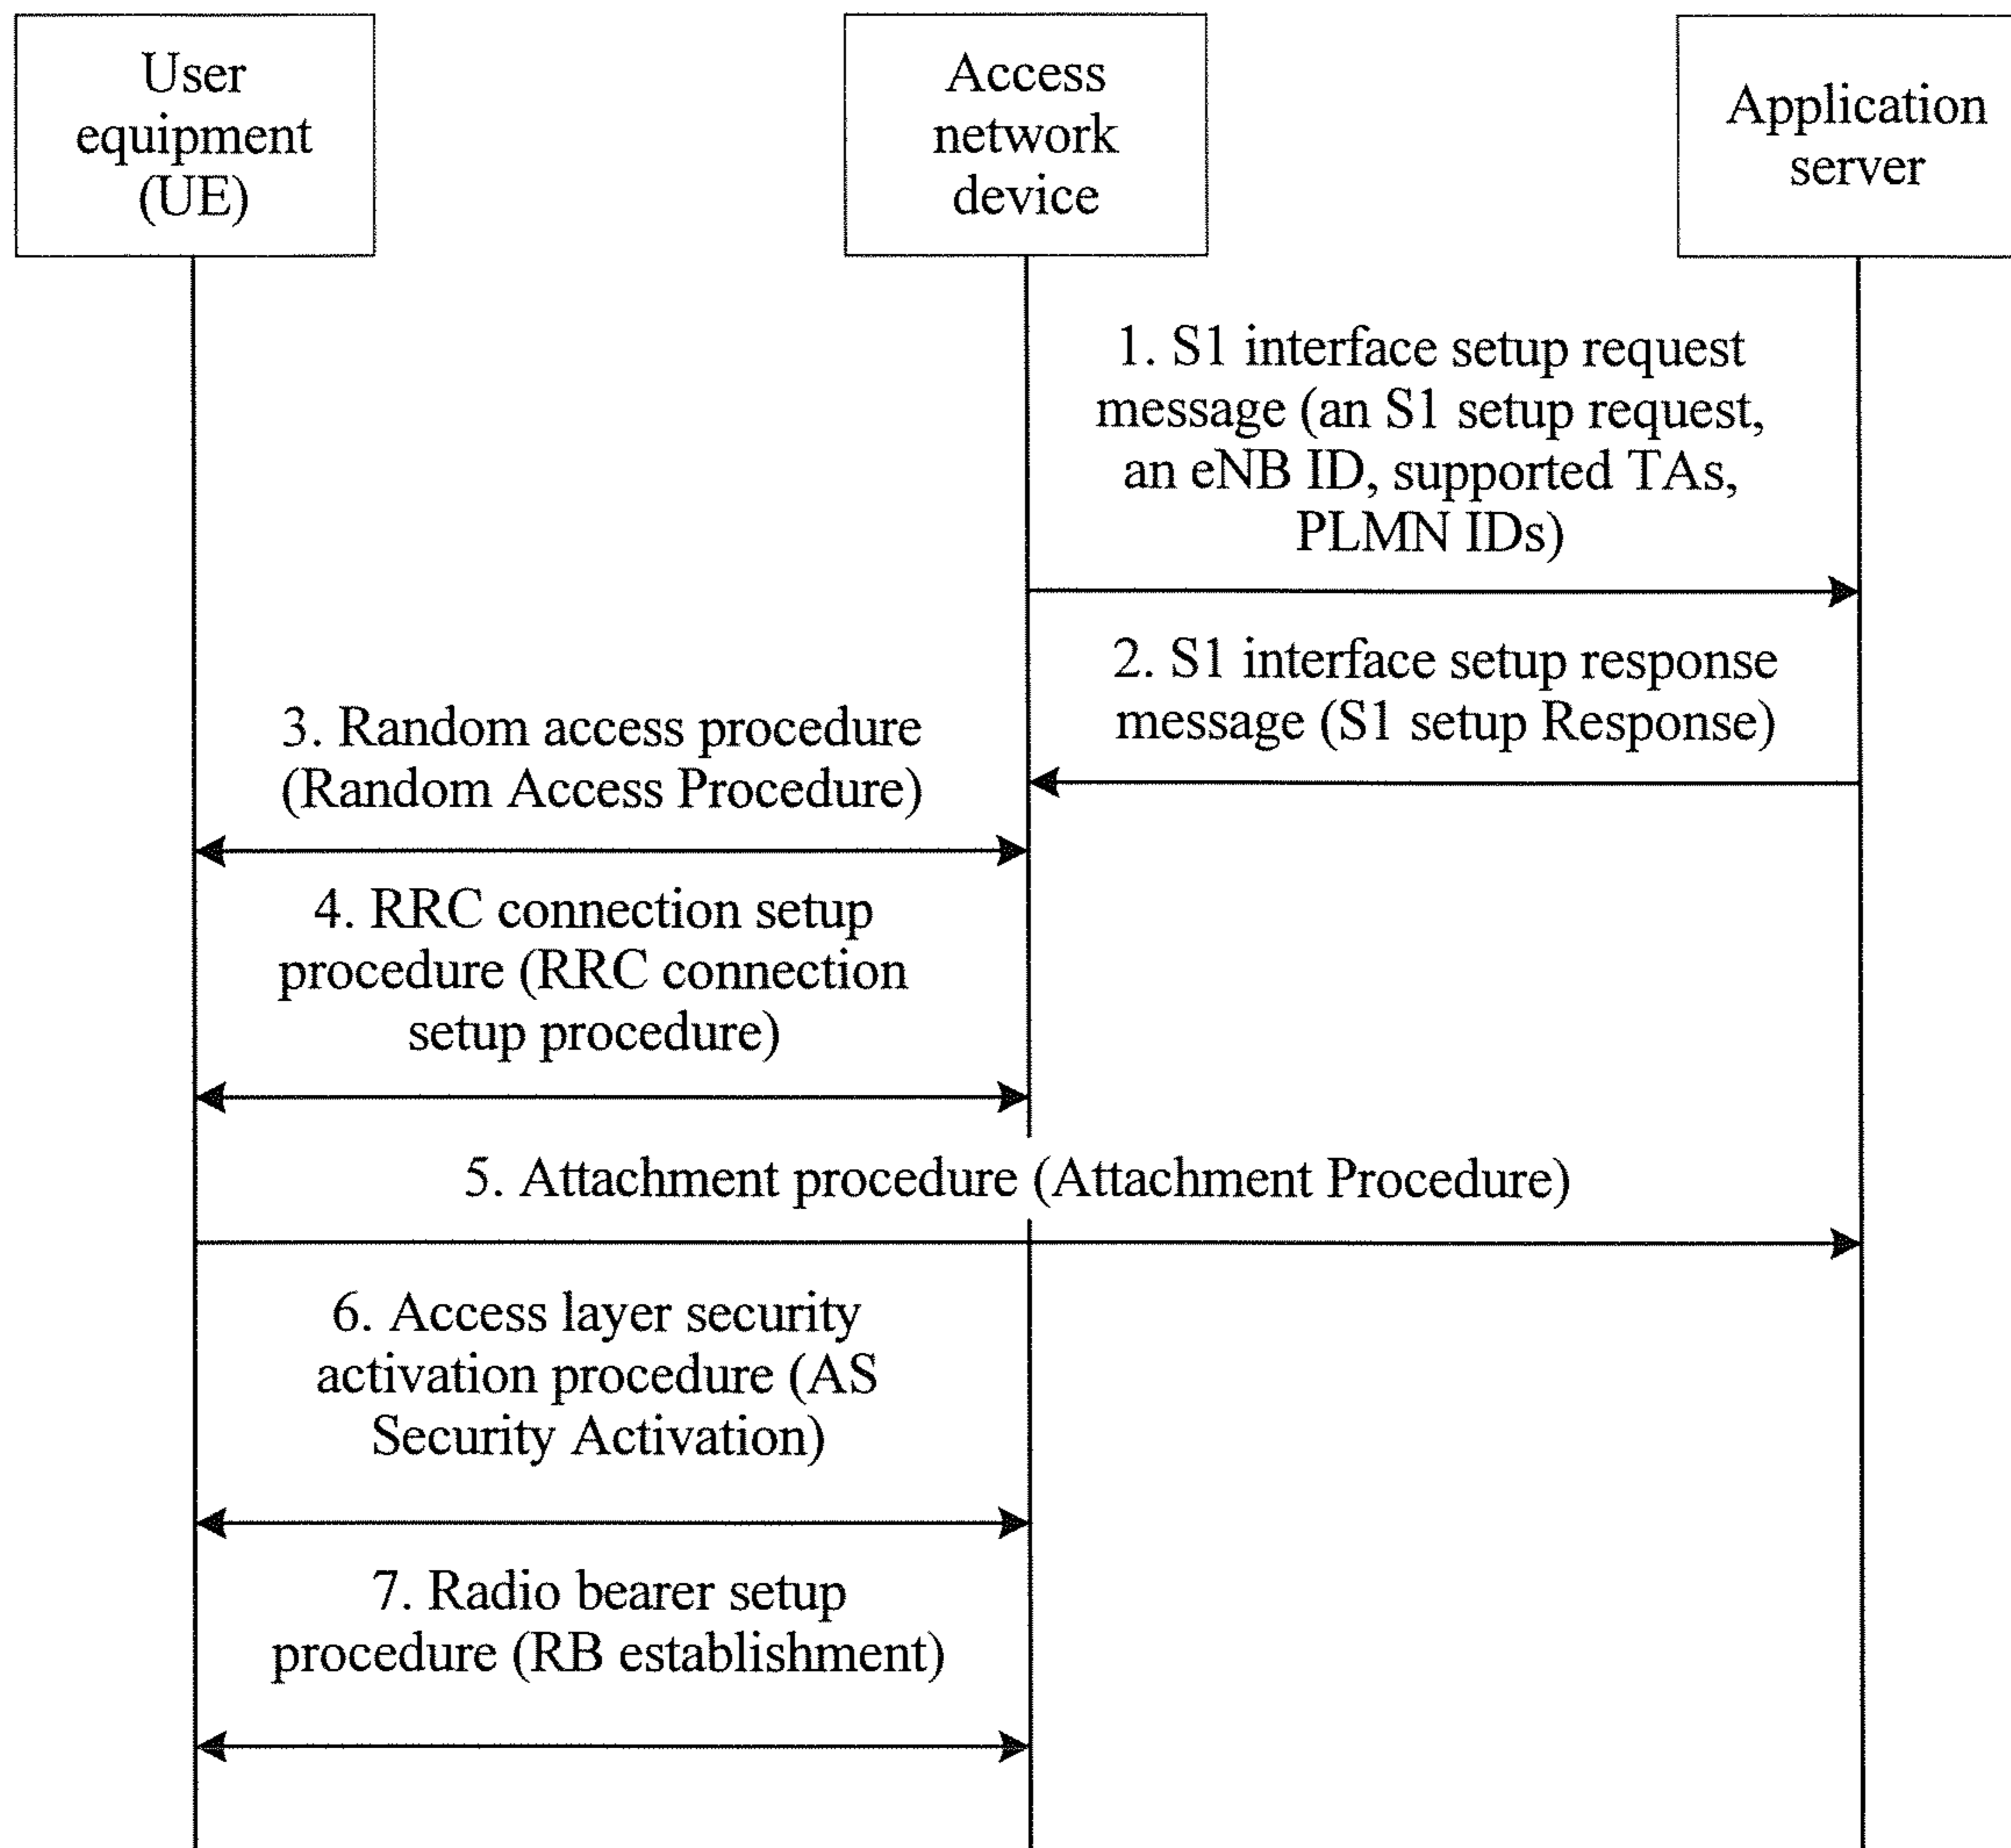 User
equipment
(UE)
Access
network
device
Application
server
1. S1 interface setup request
message (an S1 setup request,
an eNB ID, supported TAs,
PLMN IDs)
2. S1 interface setup response
message (S1 setup Response)
3. Random access procedure
(Random Access Procedure)
4. RRC connection setup
procedure (RRC connection
setup procedure)
5. Attachment procedure (Attachment Procedure)
6. Access layer security
activation procedure (AS
Security Activation)
7. Radio bearer setup
procedure (RB establishment)